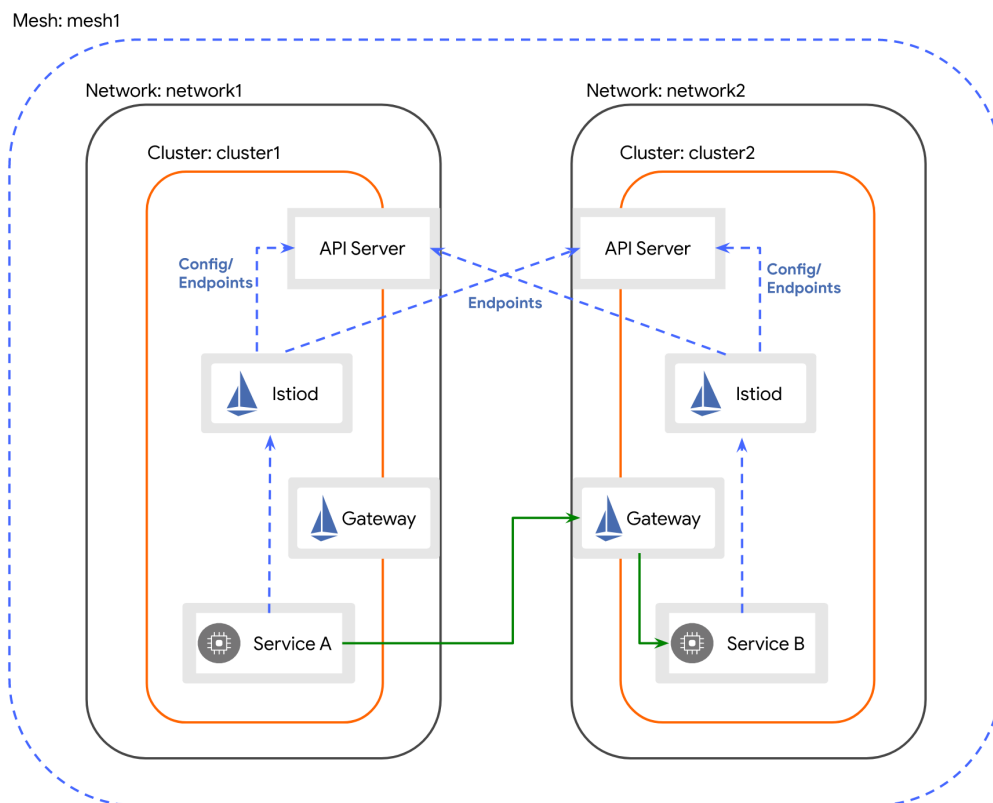 Mesh: mesh1
Network: network1
Network: network2
Cluster: cluster1
Cluster: cluster2
API Server
API Server
Config/
Endpoints
Config/
Endpoints
Endpoints
Istiod
Istiod
Gateway
Gateway
Service A
Service B